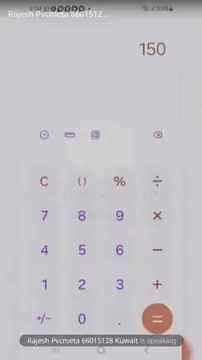 Rajesh Pvcmeta 6601512...
150
C () % ÷
7 8 9 ×
4 5 6 −
1 2 3 +
+/− 0 . =
Rajesh Pvcmeta 66015128 Kuwait is speaking